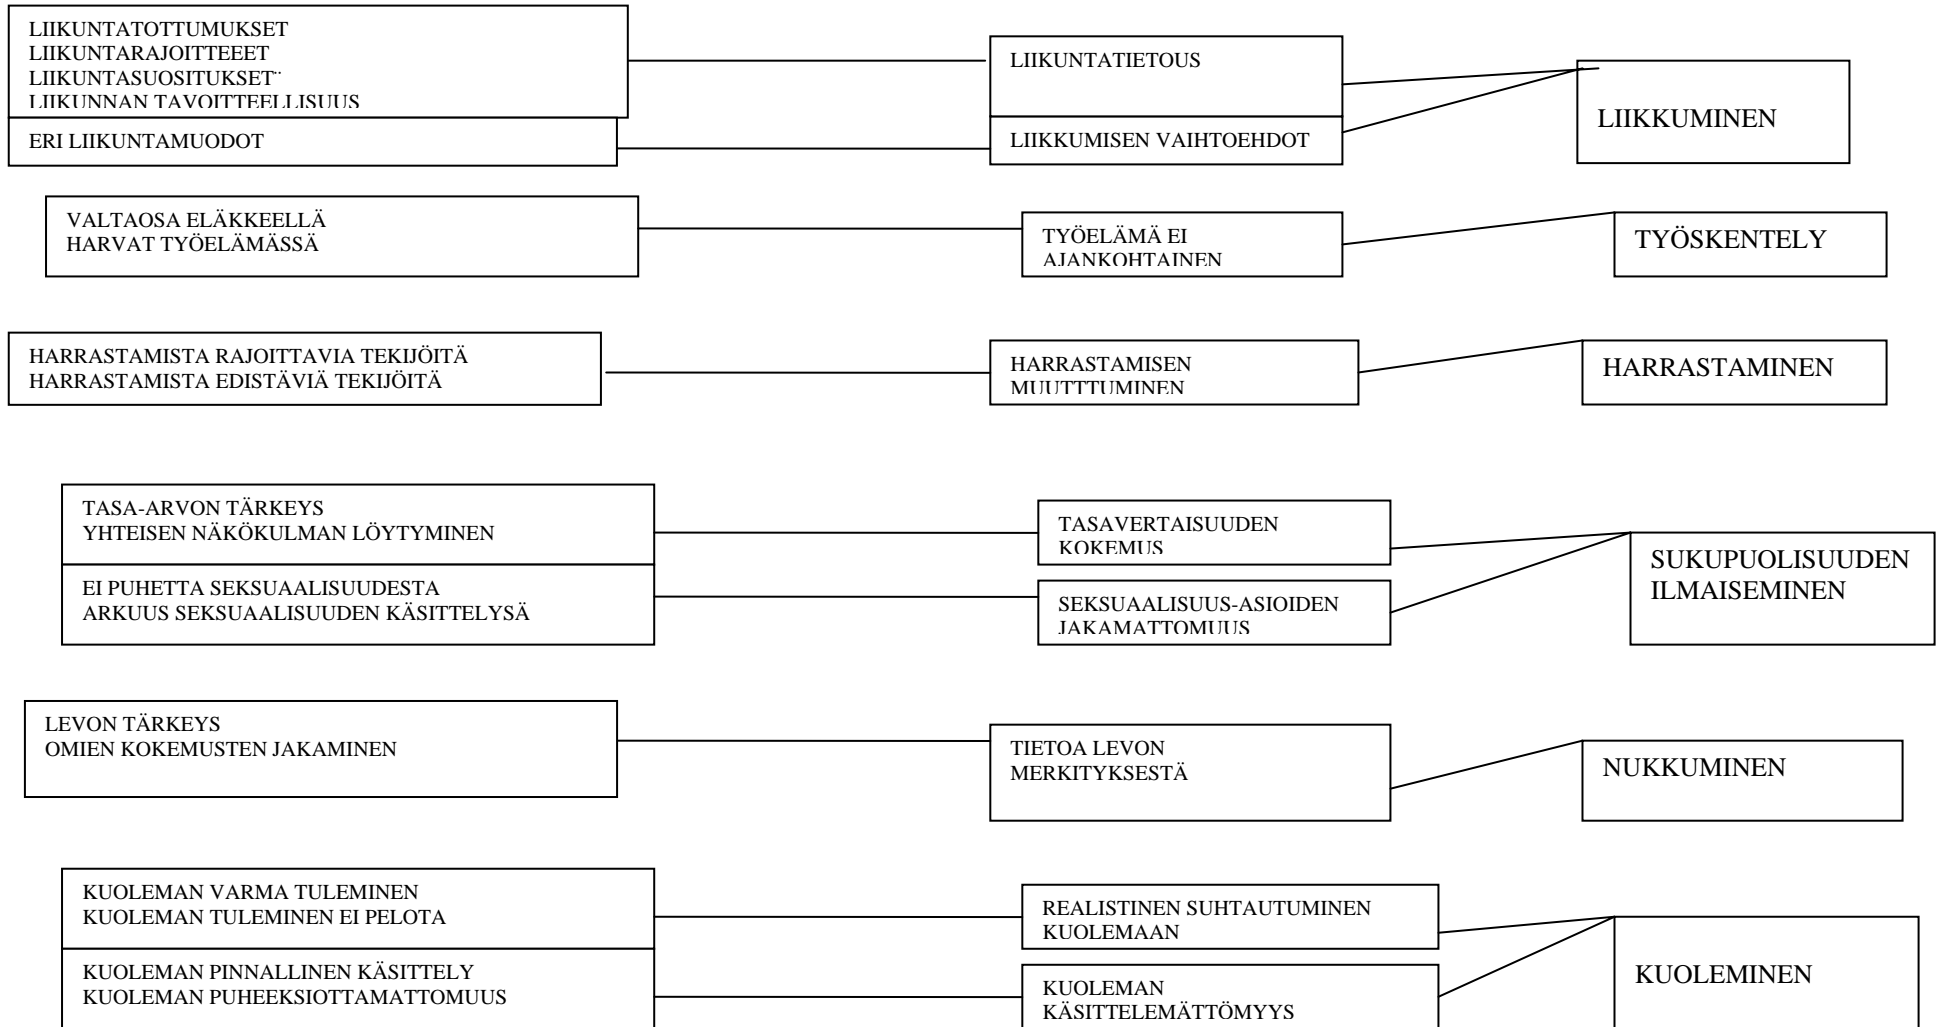 LIIKUNTATOTTUMUKSET
LIIKUNTARAJOITTEEET
LIIKUNTASUOSITUKSET¨
LIIKUNNAN TAVOITTEELLISUUS
LIIKUNTATIETOUS
LIIKKUMINEN
ERI LIIKUNTAMUODOT
LIIKKUMISEN VAIHTOEHDOT
VALTAOSA ELÄKKEELLÄ
HARVAT TYÖELÄMÄSSÄ
TYÖELÄMÄ EI
AJANKOHTAINEN
TYÖSKENTELY
HARRASTAMISTA RAJOITTAVIA TEKIJÖITÄ
HARRASTAMISTA EDISTÄVIÄ TEKIJÖITÄ
HARRASTAMISEN
MUUTTTUMINEN
HARRASTAMINEN
TASA-ARVON TÄRKEYS
YHTEISEN NÄKÖKULMAN LÖYTYMINEN
TASAVERTAISUUDEN
KOKEMUS
SUKUPUOLISUUDEN
ILMAISEMINEN
EI PUHETTA SEKSUAALISUUDESTA
ARKUUS SEKSUAALISUUDEN KÄSITTELYSÄ
SEKSUAALISUUS-ASIOIDEN
JAKAMATTOMUUS
LEVON TÄRKEYS
OMIEN KOKEMUSTEN JAKAMINEN
TIETOA LEVON
MERKITYKSESTÄ
NUKKUMINEN
KUOLEMAN VARMA TULEMINEN
KUOLEMAN TULEMINEN EI PELOTA
REALISTINEN SUHTAUTUMINEN
KUOLEMAAN
KUOLEMINEN
KUOLEMAN PINNALLINEN KÄSITTELY
KUOLEMAN PUHEEKSIOTTAMATTOMUUS
KUOLEMAN
KÄSITTELEMÄTTÖMYYS